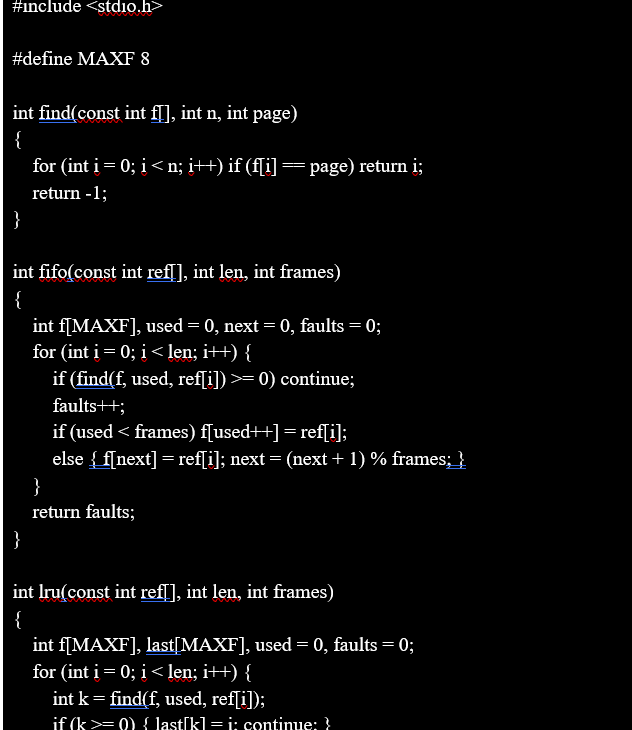 #include <stdio.h>
#define MAXF 8
int find(const int f[], int n, int page)
{
for (int i = 0; i < n; i++) if (f[i] == page) return i;
return -1;
}
int fifo(const int ref[], int len, int frames)
{
int f[MAXF], used = 0, next = 0, faults = 0;
for (int i = 0; i < len; i++) {
if (find(f, used, ref[i]) >= 0) continue;
faults++;
if (used < frames) f[used++] = ref[i];
else { f[next] = ref[i]; next = (next + 1) % frames; }
}
return faults;
}
int lru(const int ref[], int len, int frames)
{
int f[MAXF], last[MAXF], used = 0, faults = 0;
for (int i = 0; i < len; i++) {
int k = find(f, used, ref[i]);
if (k >= 0) { last[k] = i; continue; }